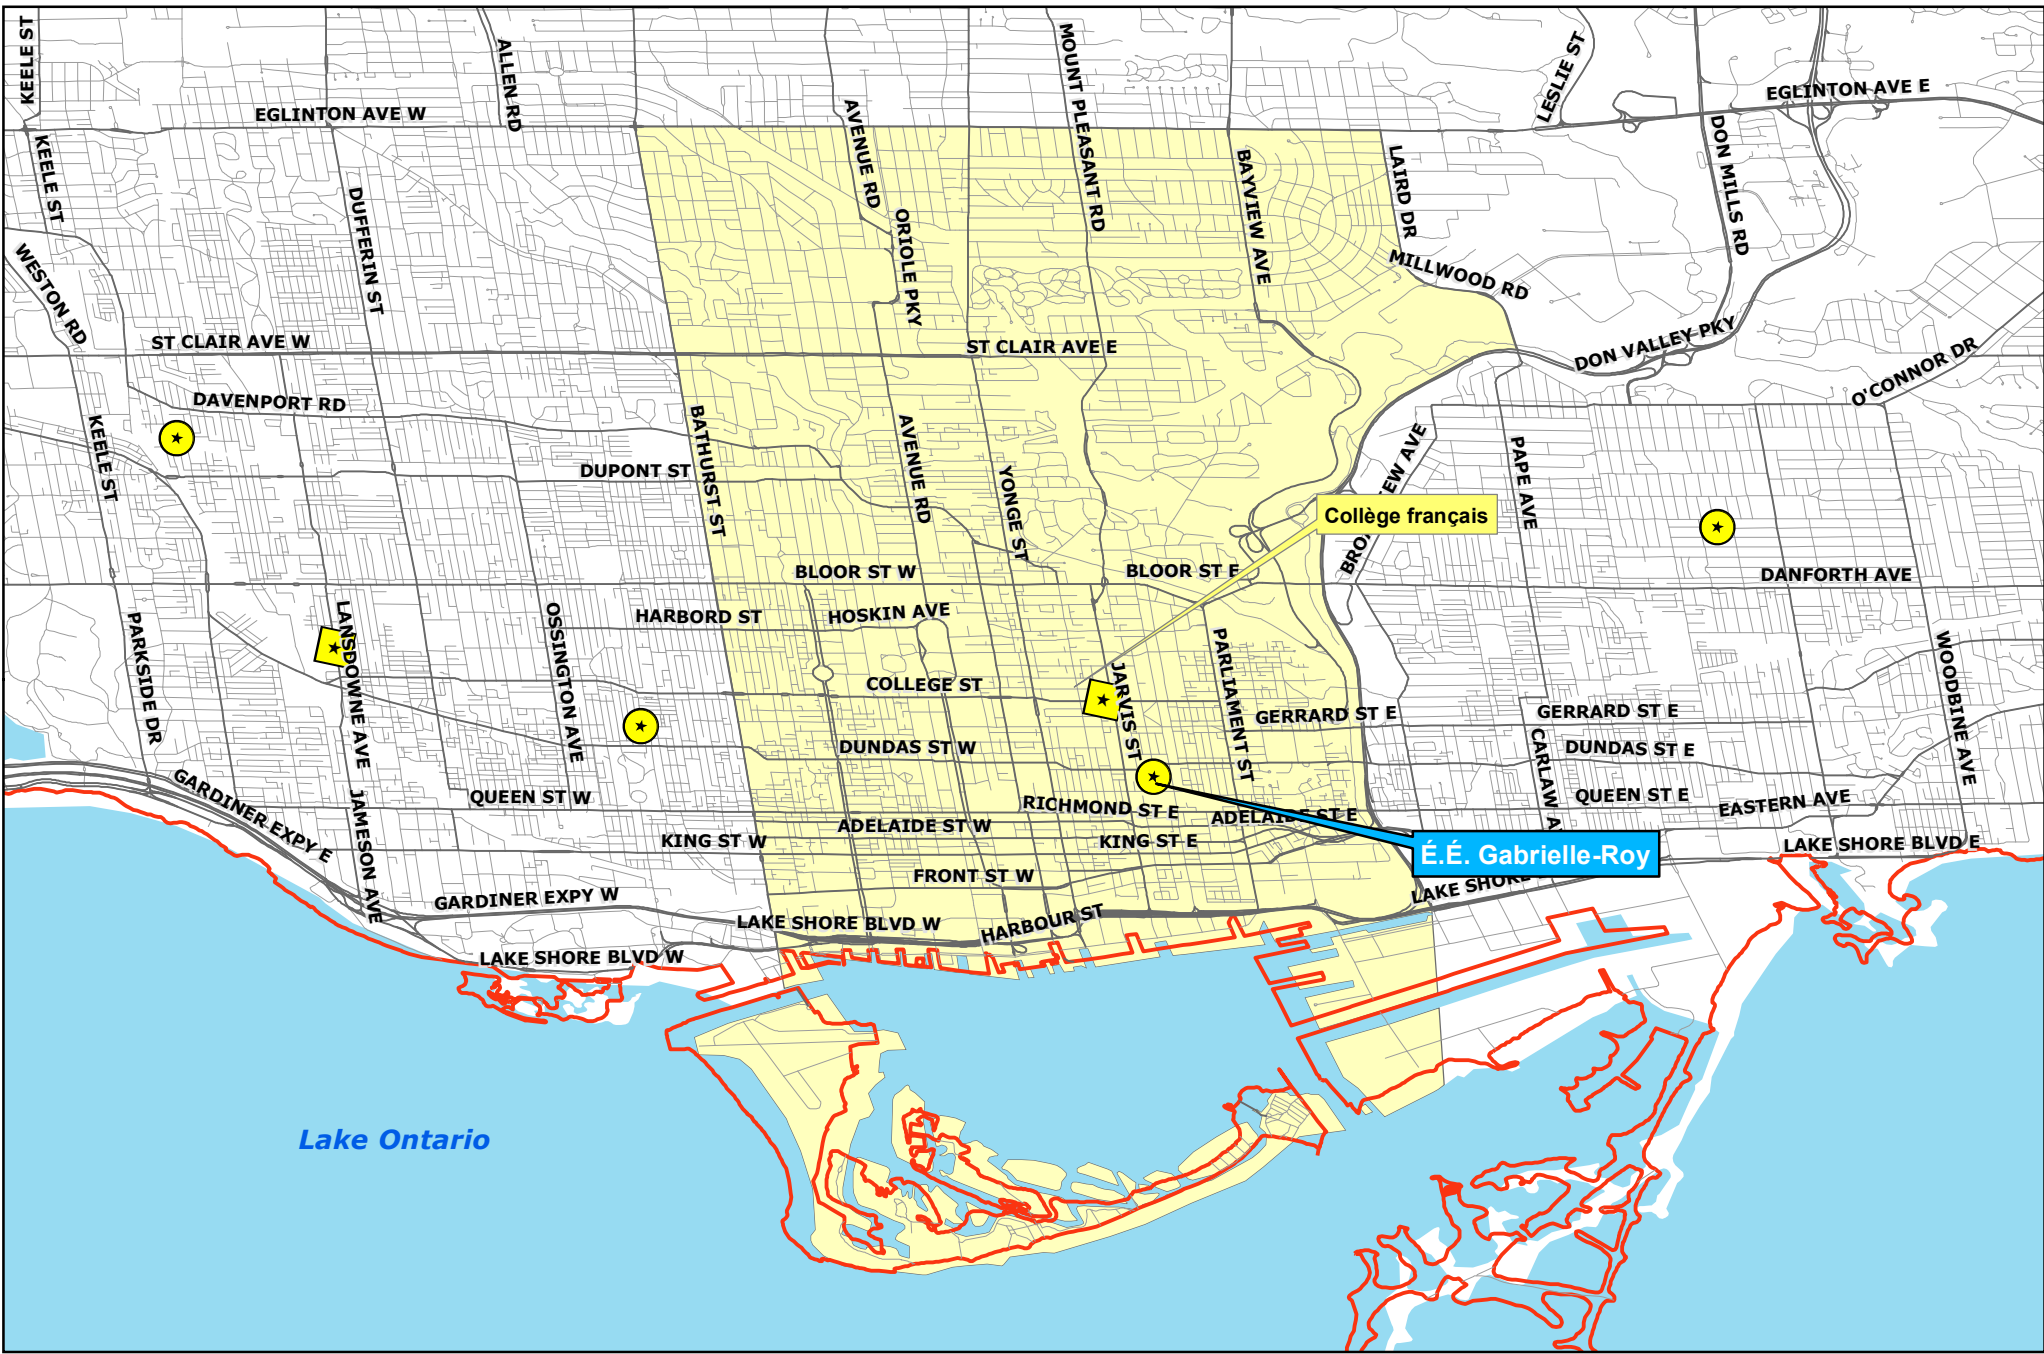 KEELE ST
ALLEN RD
MOUNT PLEASANT RD
LESLIE ST
EGLINTON AVE E
EGLINTON AVE W
AVENUE RD
DON MILLS RD
KEELE ST
DUFFERIN ST
BAYVIEW AVE
LAIRD DR
ORIOLE PKY
WESTON RD
MILLWOOD RD
ST CLAIR AVE W
ST CLAIR AVE E
DON VALLEY PKY
O'CONNOR DR
DAVENPORT RD
KEELE ST
BATHURST ST
AVENUE RD
DUPONT ST
YONGE ST
PAPE AVE
Collège français
BLOOR ST W
BLOOR ST E
DANFORTH AVE
HARBORD ST
HOSKIN AVE
PARKSIDE DR
LANSDOWNE AVE
OSSINGTON AVE
JARVIS ST
PARLIAMENT ST
WOODBINE AVE
COLLEGE ST
GERRARD ST E
GERRARD ST E
DUNDAS ST W
DUNDAS ST E
CARLAW
GARDINER EXPY E
JAMESON AVE
QUEEN ST W
RICHMOND ST E
QUEEN ST E
EASTERN AVE
ADELAIDE ST W
ADELAIDE ST E
KING ST W
KING ST E
É.É. Gabrielle-Roy
LAKE SHORE BLVD E
FRONT ST W
LAKE SHORE
GARDINER EXPY W
LAKE SHORE BLVD W
HARBOUR ST
LAKE SHORE BLVD W
Lake Ontario